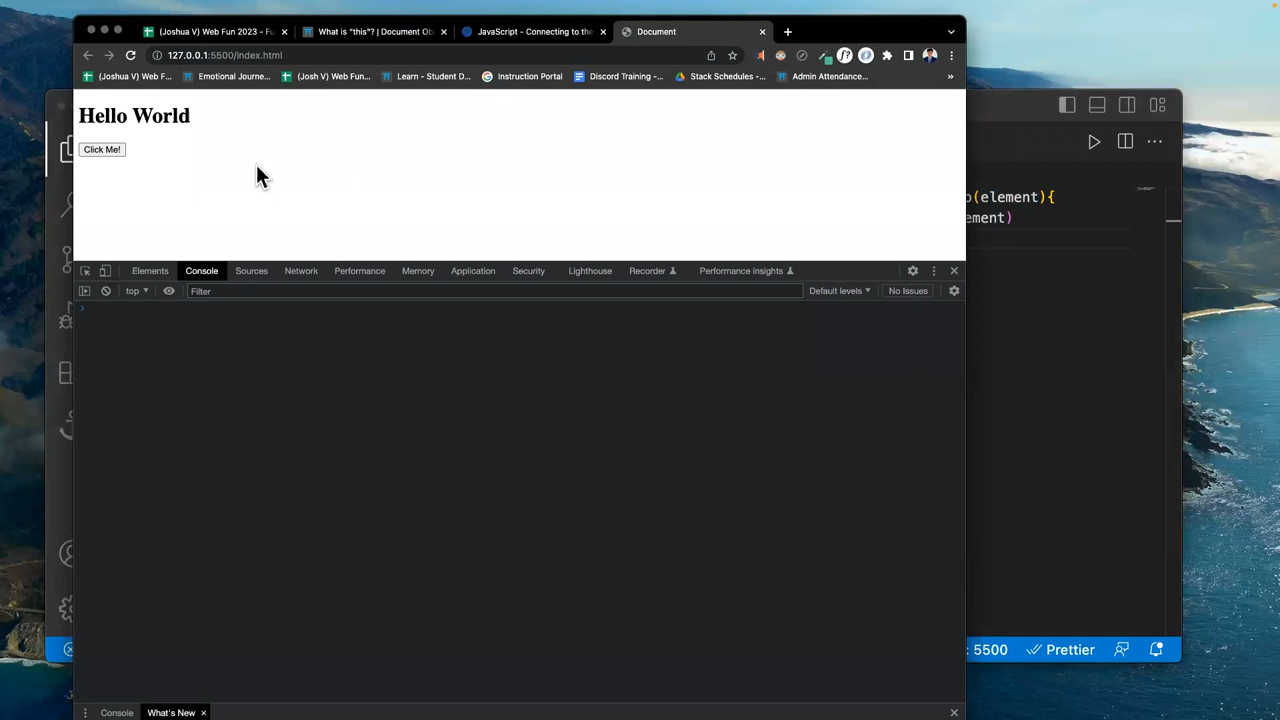 (Joshua V) Web Fun 2023 - Fu
What is "this"? | Document Ob
JavaScript - Connecting to the
Document
127.0.0.1:5500/index.html
(Joshua V) Web F...
Emotional Journe...
(Josh V) Web Fun...
Learn - Student D...
Instruction Portal
Discord Training -...
Stack Schedules -...
Admin Attendance...
»
Hello World
Click Me!
(element){
ement)
Elements
Console
Sources
Network
Performance
Memory
Application
Security
Lighthouse
Recorder
Performance insights
top
Filter
Default levels
No Issues
5500
Prettier
Console
What's New